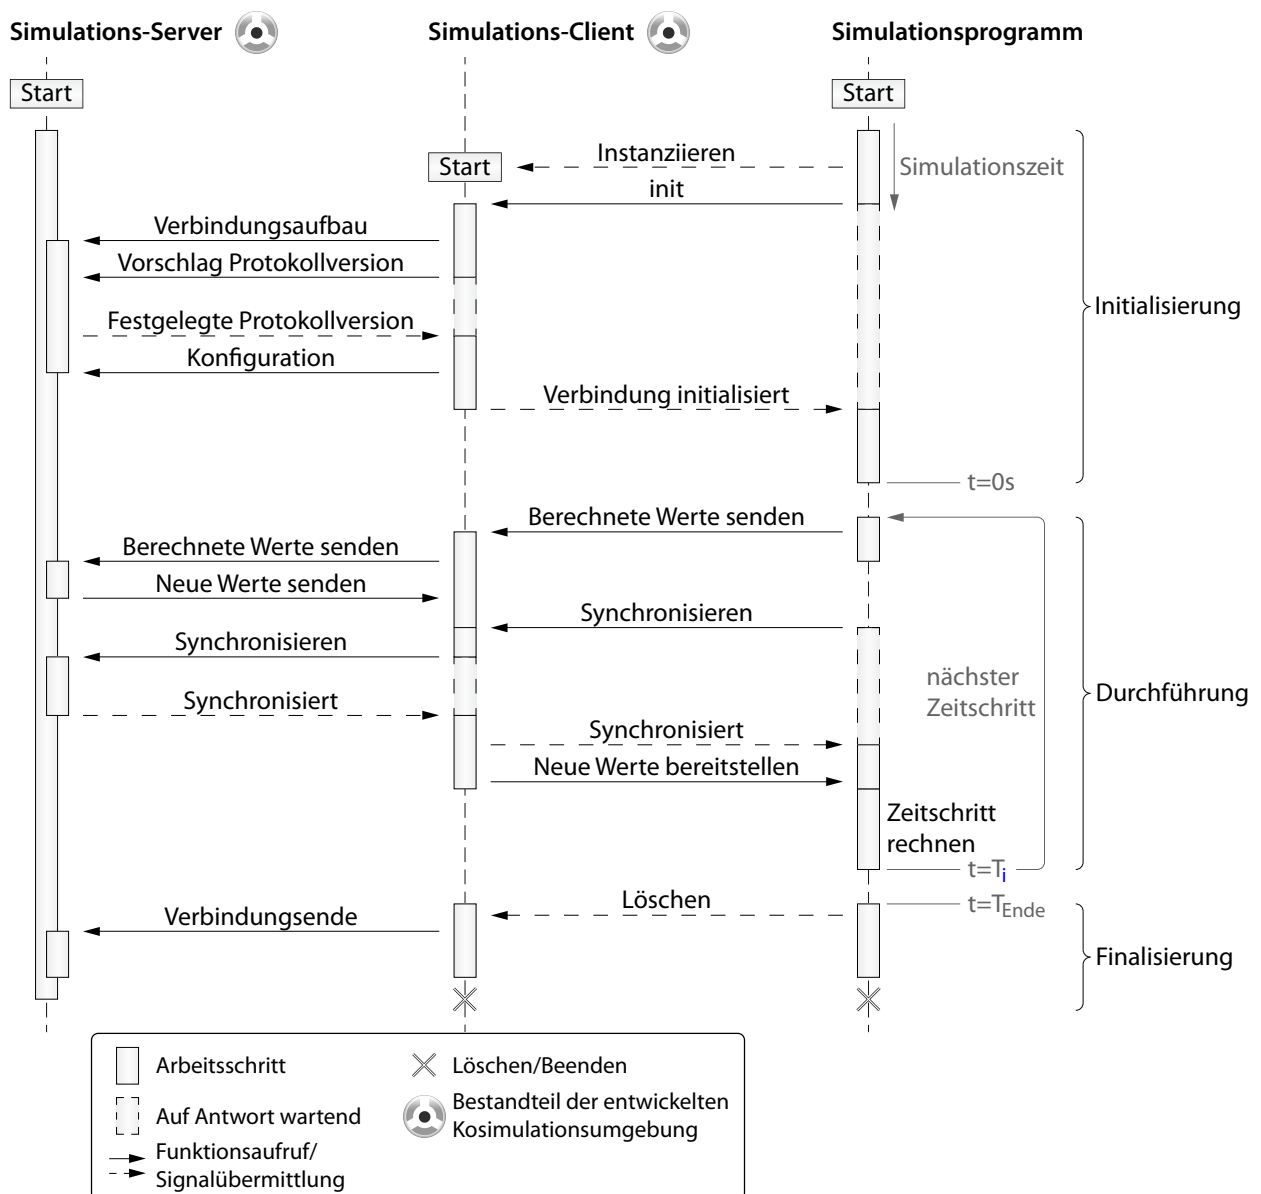 Simulations-Server
Simulations-Client
Simulationsprogramm
Start
Start
Instanziieren
Start
Simulationszeit
init
Verbindungsaufbau
Vorschlag Protokollversion
Initialisierung
Festgelegte Protokollversion
Konfiguration
Verbindung initialisiert
t=0s
Berechnete Werte senden
Berechnete Werte senden
Neue Werte senden
Synchronisieren
Synchronisieren
nächster
Zeitschritt
Durchführung
Synchronisiert
Synchronisiert
Neue Werte bereitstellen
Zeitschritt
rechnen
t=Ti
Löschen
t=TEnde
Verbindungsende
Finalisierung
Arbeitsschritt
Löschen/Beenden
Auf Antwort wartend
Bestandteil der entwickelten
Kosimulationsumgebung
Funktionsaufruf/
Signalübermittlung